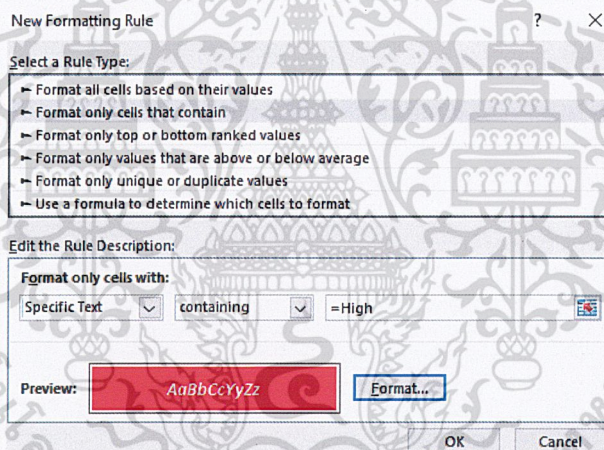 New Formatting Rule ? ×
Select a Rule Type:
► Format all cells based on their values
► Format only cells that contain
► Format only top or bottom ranked values
► Format only values that are above or below average
► Format only unique or duplicate values
► Use a formula to determine which cells to format
Edit the Rule Description:
Format only cells with:
Specific Text containing =High
Preview: AaBbCcYyZz Format...
OK Cancel